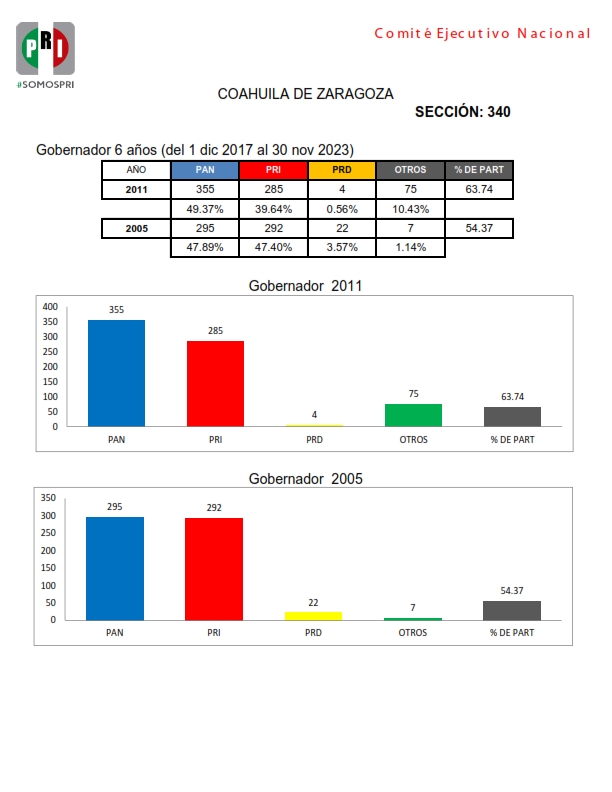 PRI
#SOMOSPRI
Comité Ejecutivo Nacional
COAHUILA DE ZARAGOZA
SECCIÓN: 340
Gobernador 6 años (del 1 dic 2017 al 30 nov 2023)
AÑO PAN PRI PRD OTROS % DE PART
2011 355 285 4 75 63.74
49.37% 39.64% 0.56% 10.43%
2005 295 292 22 7 54.37
47.89% 47.40% 3.57% 1.14%
Gobernador 2011
400
350
300
250
200
150
100
50
0
355
285
4
75
63.74
PAN PRI PRD OTROS % DE PART
Gobernador 2005
350
300
250
200
150
100
50
0
295
292
22
7
54.37
PAN PRI PRD OTROS % DE PART